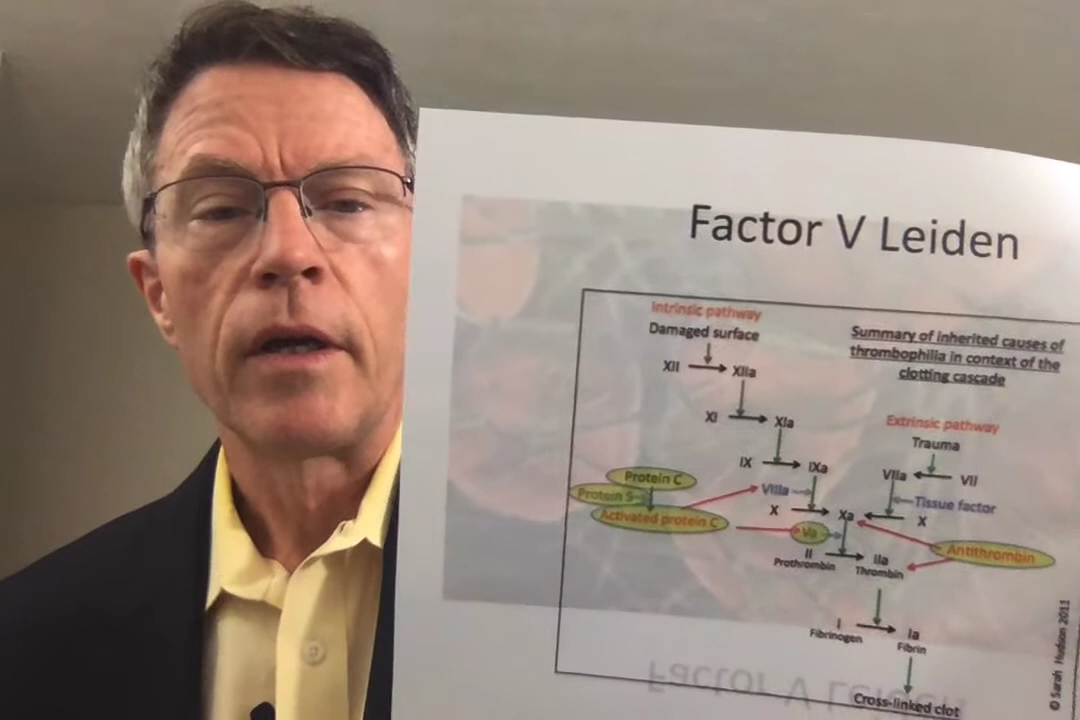 Factor V Leiden
Intrinsic pathway
Damaged surface
XII XIIa
XI XIa
IX IXa
Summary of inherited causes of
thrombophilia in context of the
clotting cascade
Extrinsic pathway
Trauma
VIIa VII
Tissue factor
Protein C
Protein S
Activated protein C
VIIIa
X Xa X
Va
Antithrombin
II IIa
Prothrombin Thrombin
I Ia
Fibrinogen Fibrin
Cross-linked clot
© Sarah Hudson 2011
Factor V Leiden